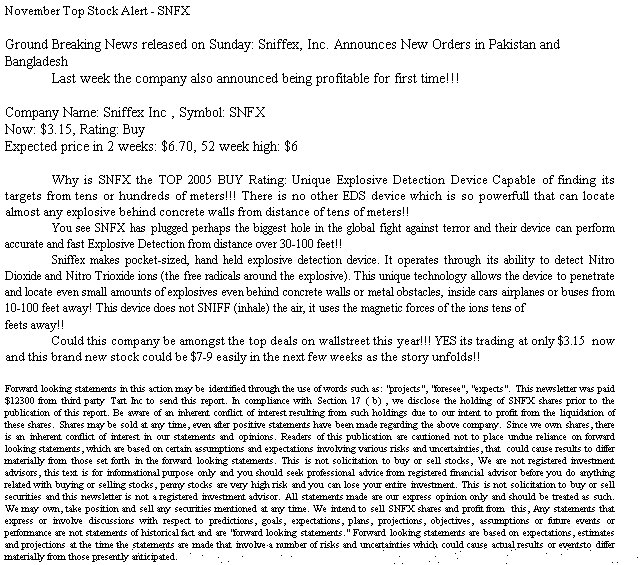 November Top Stock Alert - SNFX
Ground Breaking News released on Sunday: Sniffex, Inc. Announces New Orders in Pakistan and
Bangladesh
Last week the company also announced being profitable for first time!!!
Company Name: Sniffex Inc , Symbol: SNFX
Now: $3.15, Rating: Buy
Expected price in 2 weeks: $6.70, 52 week high: $6
Why is SNFX the TOP 2005 BUY Rating: Unique Explosive Detection Device Capable of finding its
targets from tens or hundreds of meters!!! There is no other EDS device which is so powerfull that can locate
almost any explosive behind concrete walls from distance of tens of meters!!
You see SNFX has plugged perhaps the biggest hole in the global fight against terror and their device can perform
accurate and fast Explosive Detection from distance over 30-100 feet!!
Sniffex makes pocket-sized, hand held explosive detection device. It operates through its ability to detect Nitro
Dioxide and Nitro Trioxide ions (the free radicals around the explosive). This unique technology allows the device to penetrate
and locate even small amounts of explosives even behind concrete walls or metal obstacles, inside cars airplanes or buses from
10-100 feet away! This device does not SNIFF (inhale) the air, it uses the magnetic forces of the ions tens of
feets away!!
Could this company be amongst the top deals on wallstreet this year!!! YES its trading at only $3.15 now
and this brand new stock could be $7-9 easily in the next few weeks as the story unfolds!!
Forward looking statements in this action may be identified through the use of words such as: "projects", "foresee", "expects". This newsletter was paid
$12300 from third party Tart Inc to send this report. In compliance with Section 17 ( b) , we disclose the holding of SNFX shares prior to the
publication of this report. Be aware of an inherent conflict of interest resulting from such holdings due to our intent to profit from the liquidation of
these shares. Shares may be sold at any time, even after positive statements have been made regarding the above company. Since we own shares, there
is an inherent conflict of interest in our statements and opinions. Readers of this publication are cautioned not to place undue reliance on forward
looking statements, which are based on certain assumptions and expectations involving various risks and uncertainties, that could cause results to differ
materially from those set forth in the forward looking statements. This is not solicitation to buy or sell stocks, We are not registered investment
advisors, this text is for informational purpose only and you should seek professional advice from registered financial advisor before you do anything
related with buying or selling stocks, penny stocks are very high risk and you can lose your entire investment. This is not solicitation to buy or sell
securities and this newsletter is not a registered investment advisor. All statements made are our express opinion only and should be treated as such.
We may own, take position and sell any securities mentioned at any time. We intend to sell SNFX shares and profit from this, Any statements that
express or involve discussions with respect to predictions, goals, expectations, plans, projections, objectives, assumptions or future events or
performance are not statements of historical fact and are "forward looking statements." Forward looking statements are based on expectations, estimates
and projections at the time the statements are made that involve a number of risks and uncertainties which could cause actual results or eventsto differ
materially from those presently anticipated.